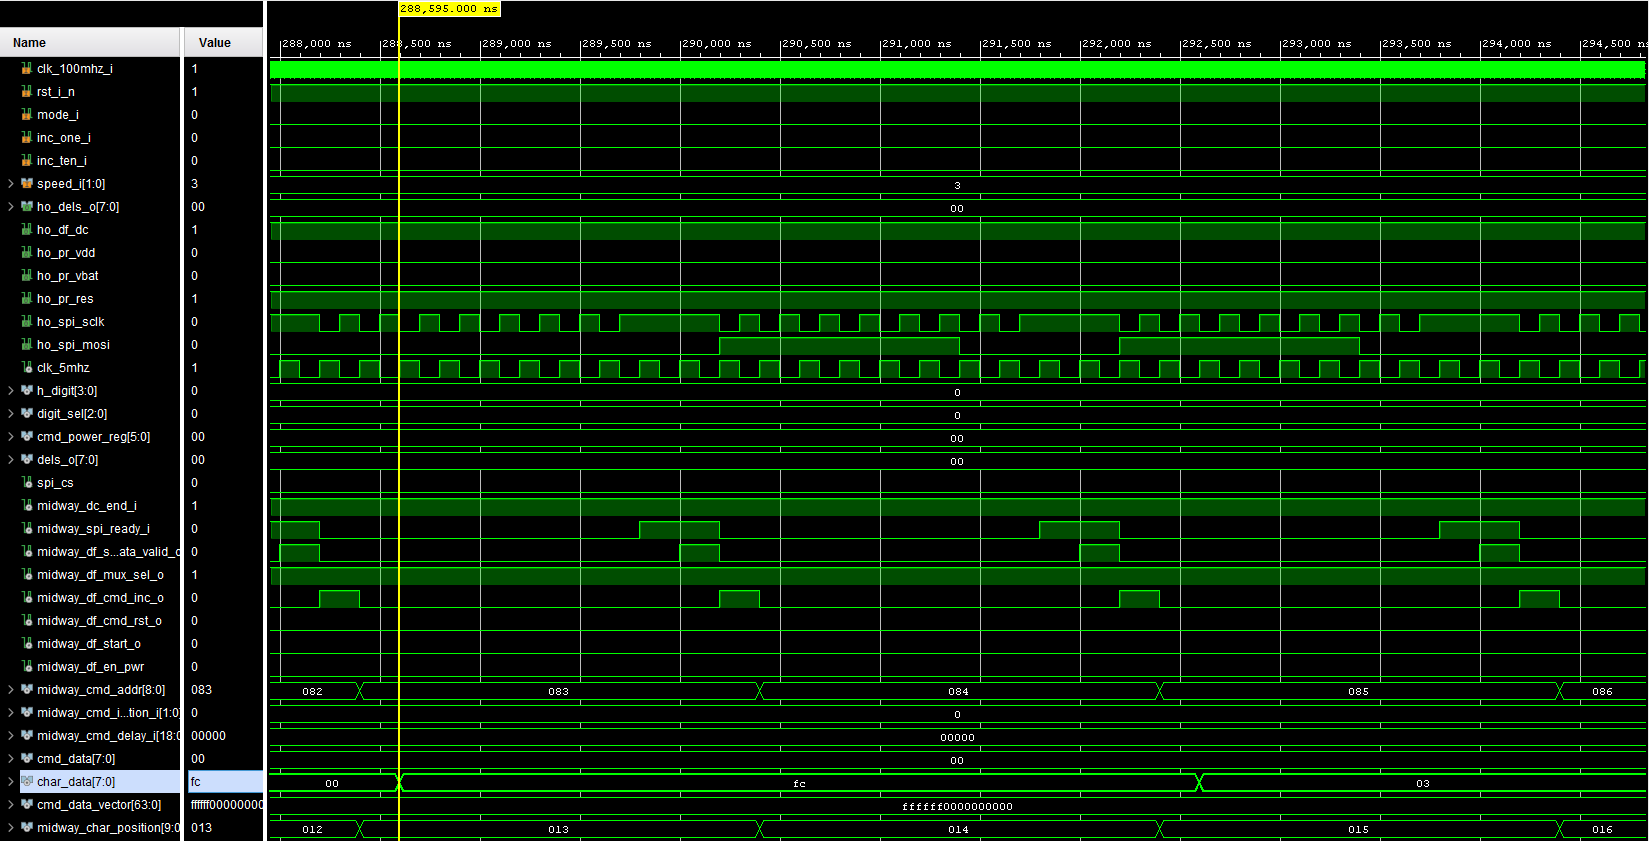 288,595.000 ns
Name Value
288,000 ns 288,500 ns 289,000 ns 289,500 ns 290,000 ns 290,500 ns 291,000 ns 291,500 ns 292,000 ns 292,500 ns 293,000 ns 293,500 ns 294,000 ns 294,500 ns
clk_100mhz_i 1
rst_i_n 1
mode_i 0
inc_one_i 0
inc_ten_i 0
speed_i[1:0] 3 3
ho_dels_o[7:0] 00 00
ho_df_dc 1
ho_pr_vdd 0
ho_pr_vbat 0
ho_pr_res 1
ho_spi_sclk 0
ho_spi_mosi 0
clk_5mhz 1
h_digit[3:0] 0 0
digit_sel[2:0] 0 0
cmd_power_reg[5:0] 00 00
dels_o[7:0] 00 00
spi_cs 0
midway_dc_end_i 1
midway_spi_ready_i 0
midway_df_s...ata_valid_o 0
midway_df_mux_sel_o 1
midway_df_cmd_inc_o 0
midway_df_cmd_rst_o 0
midway_df_start_o 0
midway_df_en_pwr 0
midway_cmd_addr[8:0] 083 082 083 084 085 086
midway_cmd_i...tion_i[1:0] 0 0
midway_cmd_delay_i[18:0 00000 00000
cmd_data[7:0] 00 00
char_data[7:0] fc 00 fc 03
cmd_data_vector[63:0] ffffff00000000 ffffff0000000000
midway_char_position[9:0 013 012 013 014 015 016